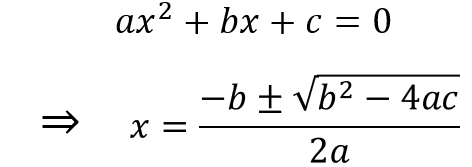 ax² + bx + c = 0
⇒ x = (-b ± √(b² − 4ac)) / 2a